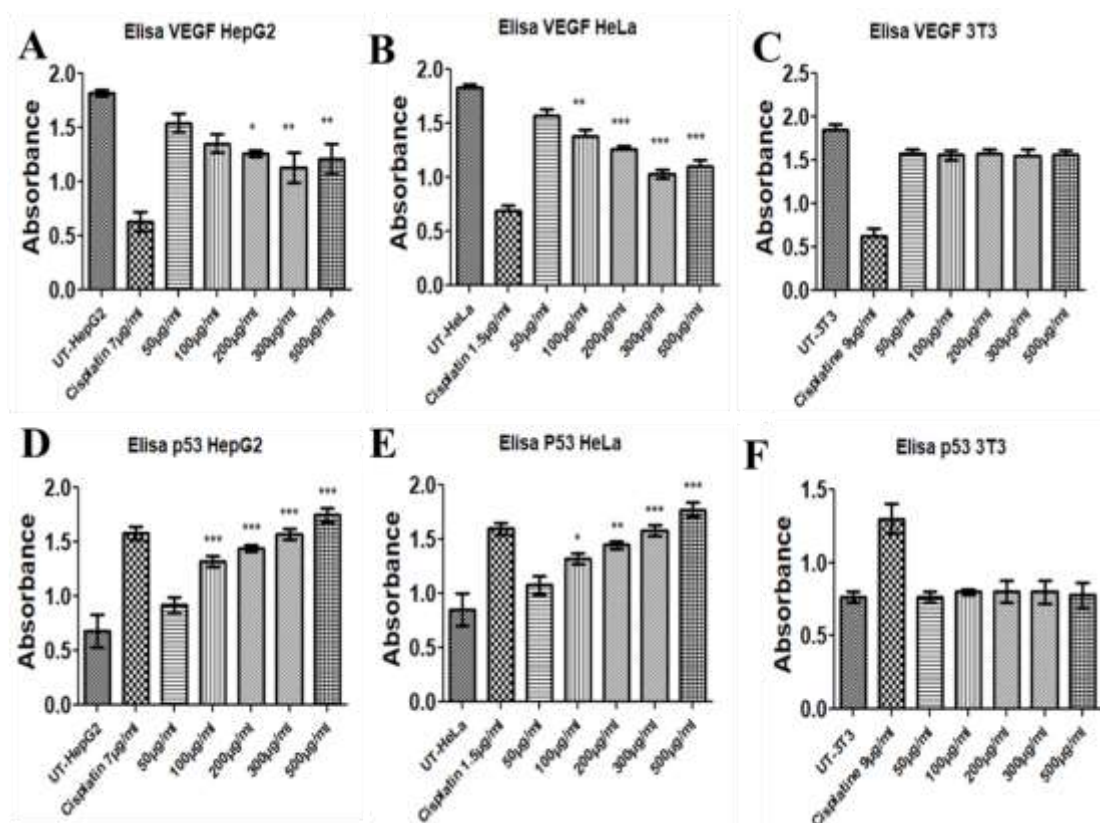 A
Elisa VEGF HepG2
Absorbance
2.0
1.5
1.0
0.5
0.0
* ** **
UT-HepG2
Cisplatin 7µg/ml
50µg/ml
100µg/ml
200µg/ml
300µg/ml
500µg/ml
B
Elisa VEGF HeLa
Absorbance
2.0
1.5
1.0
0.5
0.0
** *** *** ***
UT-HeLa
Cisplatin 1.5µg/ml
50µg/ml
100µg/ml
200µg/ml
300µg/ml
500µg/ml
C
Elisa VEGF 3T3
Absorbance
2.5
2.0
1.5
1.0
0.5
0.0
UT-3T3
Cisplatine 9µg/ml
50µg/ml
100µg/ml
200µg/ml
300µg/ml
500µg/ml
D
Elisa p53 HepG2
Absorbance
2.0
1.5
1.0
0.5
0.0
*** *** *** ***
UT-HepG2
Cisplatin 7µg/ml
50µg/ml
100µg/ml
200µg/ml
300µg/ml
500µg/ml
E
Elisa P53 HeLa
Absorbance
2.0
1.5
1.0
0.5
0.0
* ** *** ***
UT-HeLa
Cisplatin 1.5µg/ml
50µg/ml
100µg/ml
200µg/ml
300µg/ml
500µg/ml
F
Elisa p53 3T3
Absorbance
1.5
1.0
0.5
0.0
UT-3T3
Cisplatine 9µg/ml
50µg/ml
100µg/ml
200µg/ml
300µg/ml
500µg/ml